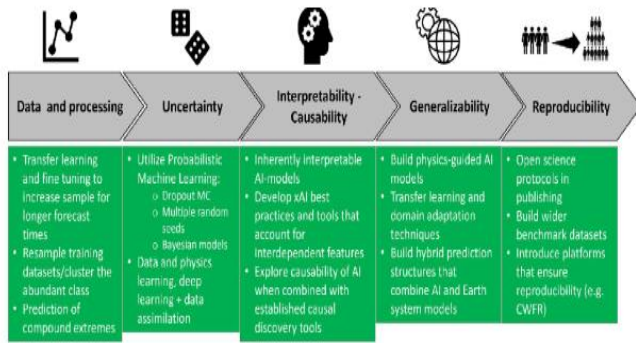 Data and processing
Uncertainty
Interpretability -
Causability
Generalizability
Reproducibility
• Transfer learning
and fine tuning to
increase sample for
longer forecast
times
• Resample training
datasets/cluster the
abundant class
• Prediction of
compound extremes
• Utilize Probabilistic
Machine Learning:
o Dropout MC
o Multiple random
seeds
o Bayesian models
• Data and physics
learning, deep
learning + data
assimilation
• Inherently interpretable
AI-models
• Develop xAI best
practices and tools that
account for
interdependent features
• Explore causability of AI
when combined with
established causal
discovery tools
• Build physics-guided AI
models
• Transfer learning and
domain adaptation
techniques
• Build hybrid prediction
structures that
combine AI and Earth
system models
• Open science
protocols in
publishing
• Build wider
benchmark datasets
• Introduce platforms
that ensure
reproducibility (e.g.
CWFR)